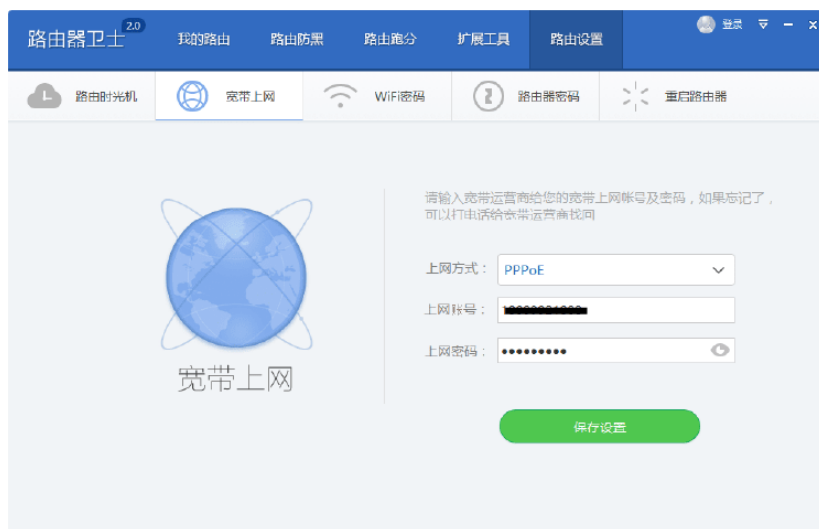 路由器卫士 2.0 我的路由 路由防黑 路由跑分 扩展工具 路由设置 登录
路由时光机 宽带上网 WiFi密码 路由器密码 重启路由器
请输入宽带运营商给您的宽带上网帐号及密码，如果忘记了，
可以打电话给宽带运营商找回
上网方式： PPPoE
上网账号：
上网密码： •••••••••
宽带上网
保存设置